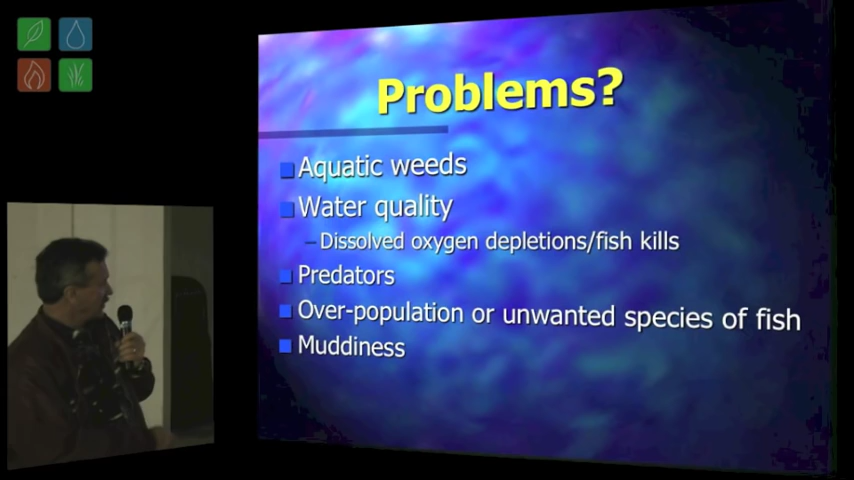 Problems?
Aquatic weeds
Water quality
–Dissolved oxygen depletions/fish kills
Predators
Over-population or unwanted species of fish
Muddiness